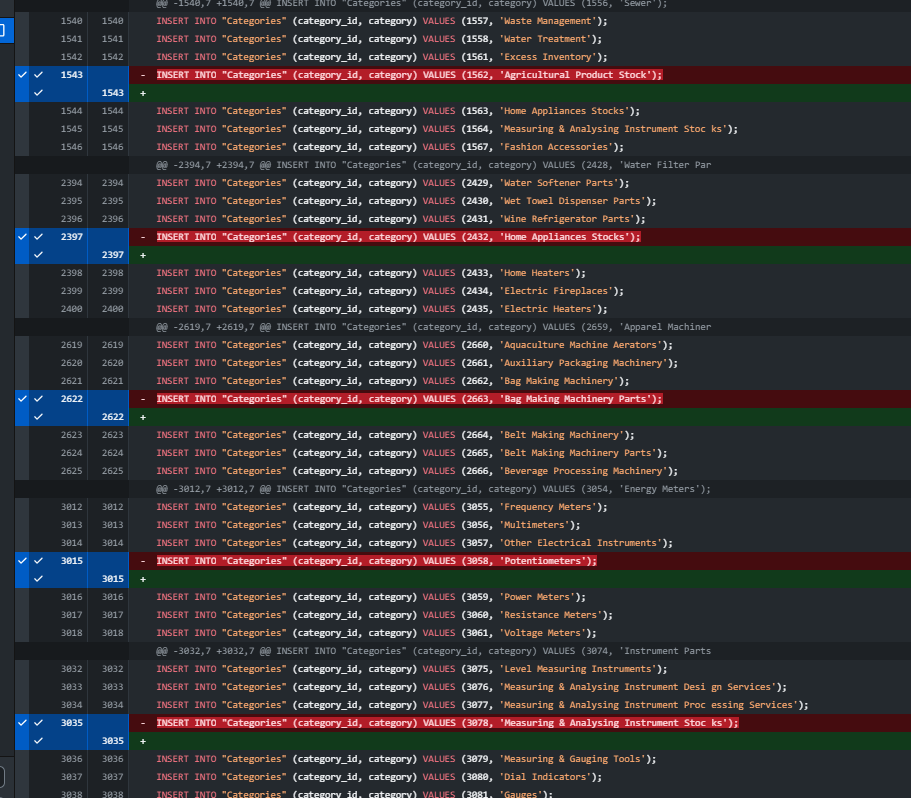 @@ -1540,7 +1540,7 @@ INSERT INTO "Categories" (category_id, category) VALUES (1556, 'Sewer');
1540 1540 INSERT INTO "Categories" (category_id, category) VALUES (1557, 'Waste Management');
1541 1541 INSERT INTO "Categories" (category_id, category) VALUES (1558, 'Water Treatment');
1542 1542 INSERT INTO "Categories" (category_id, category) VALUES (1561, 'Excess Inventory');
1543 - INSERT INTO "Categories" (category_id, category) VALUES (1562, 'Agricultural Product Stock');
1543 +
1544 1544 INSERT INTO "Categories" (category_id, category) VALUES (1563, 'Home Appliances Stocks');
1545 1545 INSERT INTO "Categories" (category_id, category) VALUES (1564, 'Measuring & Analysing Instrument Stoc ks');
1546 1546 INSERT INTO "Categories" (category_id, category) VALUES (1567, 'Fashion Accessories');
@@ -2394,7 +2394,7 @@ INSERT INTO "Categories" (category_id, category) VALUES (2428, 'Water Filter Par
2394 2394 INSERT INTO "Categories" (category_id, category) VALUES (2429, 'Water Softener Parts');
2395 2395 INSERT INTO "Categories" (category_id, category) VALUES (2430, 'Wet Towel Dispenser Parts');
2396 2396 INSERT INTO "Categories" (category_id, category) VALUES (2431, 'Wine Refrigerator Parts');
2397 - INSERT INTO "Categories" (category_id, category) VALUES (2432, 'Home Appliances Stocks');
2397 +
2398 2398 INSERT INTO "Categories" (category_id, category) VALUES (2433, 'Home Heaters');
2399 2399 INSERT INTO "Categories" (category_id, category) VALUES (2434, 'Electric Fireplaces');
2400 2400 INSERT INTO "Categories" (category_id, category) VALUES (2435, 'Electric Heaters');
@@ -2619,7 +2619,7 @@ INSERT INTO "Categories" (category_id, category) VALUES (2659, 'Apparel Machiner
2619 2619 INSERT INTO "Categories" (category_id, category) VALUES (2660, 'Aquaculture Machine Aerators');
2620 2620 INSERT INTO "Categories" (category_id, category) VALUES (2661, 'Auxiliary Packaging Machinery');
2621 2621 INSERT INTO "Categories" (category_id, category) VALUES (2662, 'Bag Making Machinery');
2622 - INSERT INTO "Categories" (category_id, category) VALUES (2663, 'Bag Making Machinery Parts');
2622 +
2623 2623 INSERT INTO "Categories" (category_id, category) VALUES (2664, 'Belt Making Machinery');
2624 2624 INSERT INTO "Categories" (category_id, category) VALUES (2665, 'Belt Making Machinery Parts');
2625 2625 INSERT INTO "Categories" (category_id, category) VALUES (2666, 'Beverage Processing Machinery');
@@ -3012,7 +3012,7 @@ INSERT INTO "Categories" (category_id, category) VALUES (3054, 'Energy Meters');
3012 3012 INSERT INTO "Categories" (category_id, category) VALUES (3055, 'Frequency Meters');
3013 3013 INSERT INTO "Categories" (category_id, category) VALUES (3056, 'Multimeters');
3014 3014 INSERT INTO "Categories" (category_id, category) VALUES (3057, 'Other Electrical Instruments');
3015 - INSERT INTO "Categories" (category_id, category) VALUES (3058, 'Potentiometers');
3015 +
3016 3016 INSERT INTO "Categories" (category_id, category) VALUES (3059, 'Power Meters');
3017 3017 INSERT INTO "Categories" (category_id, category) VALUES (3060, 'Resistance Meters');
3018 3018 INSERT INTO "Categories" (category_id, category) VALUES (3061, 'Voltage Meters');
@@ -3032,7 +3032,7 @@ INSERT INTO "Categories" (category_id, category) VALUES (3074, 'Instrument Parts
3032 3032 INSERT INTO "Categories" (category_id, category) VALUES (3075, 'Level Measuring Instruments');
3033 3033 INSERT INTO "Categories" (category_id, category) VALUES (3076, 'Measuring & Analysing Instrument Desi gn Services');
3034 3034 INSERT INTO "Categories" (category_id, category) VALUES (3077, 'Measuring & Analysing Instrument Proc essing Services');
3035 - INSERT INTO "Categories" (category_id, category) VALUES (3078, 'Measuring & Analysing Instrument Stoc ks');
3035 +
3036 3036 INSERT INTO "Categories" (category_id, category) VALUES (3079, 'Measuring & Gauging Tools');
3037 3037 INSERT INTO "Categories" (category_id, category) VALUES (3080, 'Dial Indicators');
3038 3038 INSERT INTO "Categories" (category_id, category) VALUES (3081, 'Gauges');